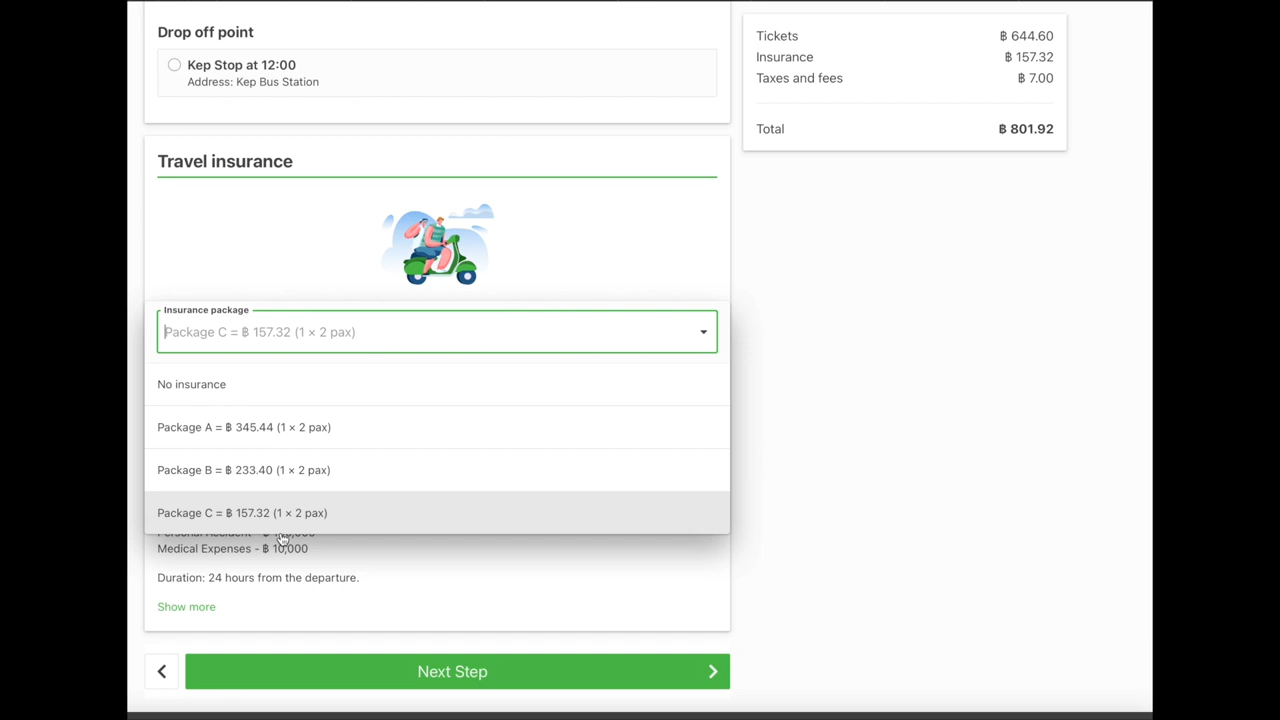 Drop off point
Kep Stop at 12:00
Address: Kep Bus Station
Tickets ฿ 644.60
Insurance ฿ 157.32
Taxes and fees ฿ 7.00
Total ฿ 801.92
Travel insurance
Insurance package
Package C = ฿ 157.32 (1 × 2 pax)
No insurance
Package A = ฿ 345.44 (1 × 2 pax)
Package B = ฿ 233.40 (1 × 2 pax)
Package C = ฿ 157.32 (1 × 2 pax)
Personal Accident - ฿
Medical Expenses - ฿ 10,000
Duration: 24 hours from the departure.
Show more
Next Step